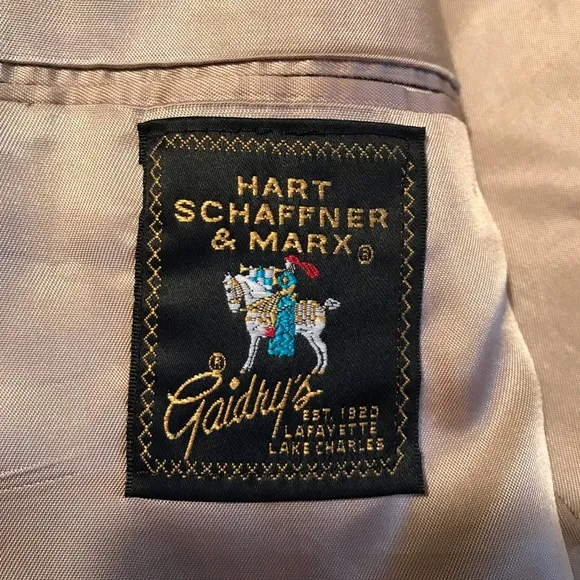 HART
SCHAFFNER
& MARX®
®
Gaidry's
EST. 1920
LAFAYETTE
LAKE CHARLES